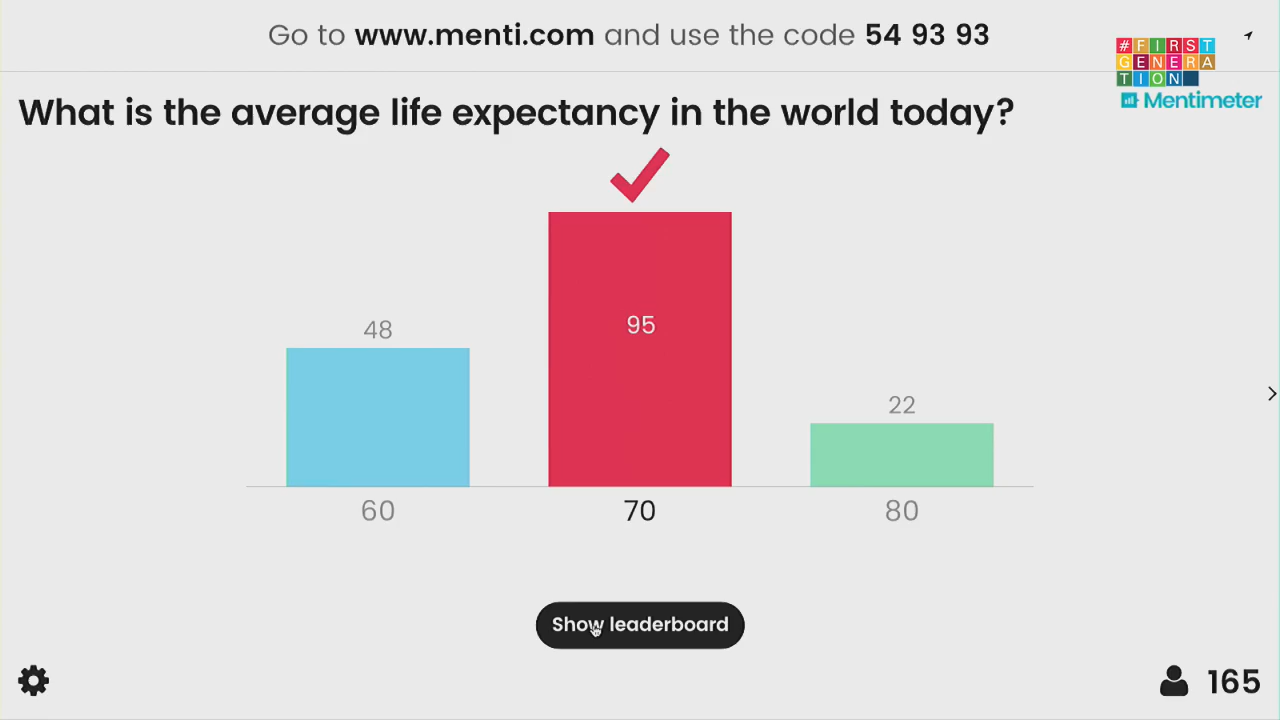 Go to www.menti.com and use the code 54 93 93
#FIRST
GENERA
TION
Mentimeter
What is the average life expectancy in the world today?
48
95
22
60
70
80
Show leaderboard
165